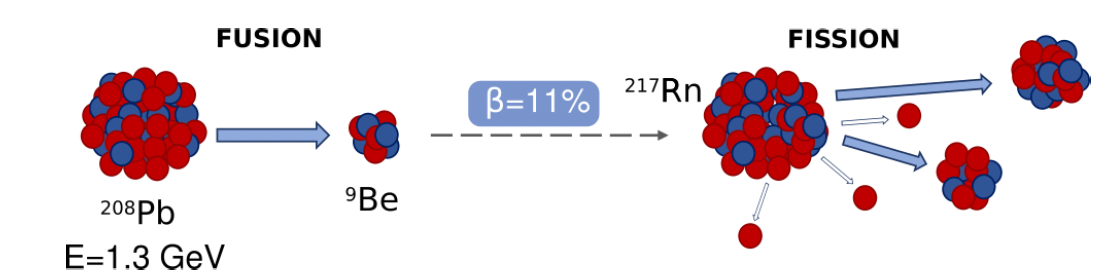 FUSION
FISSION
²⁰⁸Pb
E=1.3 GeV
⁹Be
β=11%
²¹⁷Rn